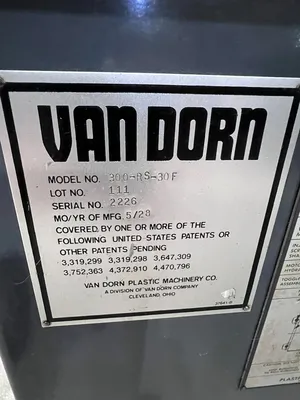 VAN DORN
MODEL NO. 300-RS-30F
LOT NO. 111
SERIAL NO. 2226
MO/YR OF MFG. 5/28
COVERED BY ONE OR MORE OF THE
FOLLOWING UNITED STATES PATENTS OR
OTHER PATENTS PENDING
3,319,299 3,319,298 3,647,309
3,752,363 4,372,910 4,470,796
VAN DORN PLASTIC MACHINERY CO.
A DIVISION OF VAN DORN COMPANY
CLEVELAND, OHIO